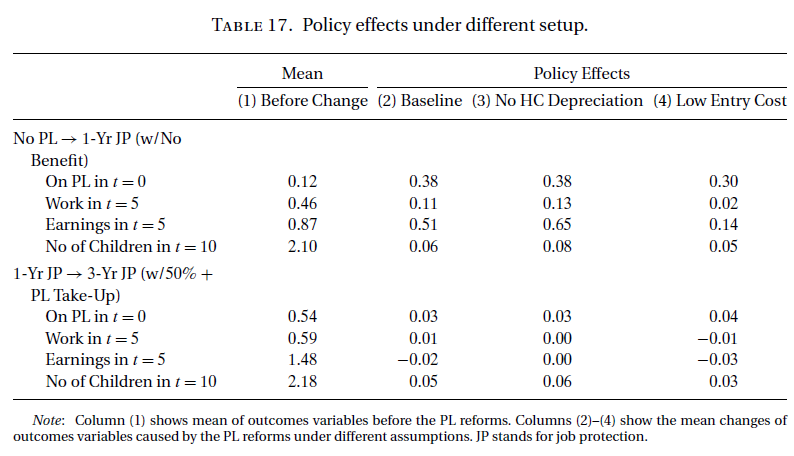 TABLE 17. Policy effects under different setup.
Mean Policy Effects
(1) Before Change (2) Baseline (3) No HC Depreciation (4) Low Entry Cost
No PL → 1-Yr JP (w/No
Benefit)
On PL in t = 0 0.12 0.38 0.38 0.30
Work in t = 5 0.46 0.11 0.13 0.02
Earnings in t = 5 0.87 0.51 0.65 0.14
No of Children in t = 10 2.10 0.06 0.08 0.05
1-Yr JP → 3-Yr JP (w/50% +
PL Take-Up)
On PL in t = 0 0.54 0.03 0.03 0.04
Work in t = 5 0.59 0.01 0.00 −0.01
Earnings in t = 5 1.48 −0.02 0.00 −0.03
No of Children in t = 10 2.18 0.05 0.06 0.03
Note: Column (1) shows mean of outcomes variables before the PL reforms. Columns (2)–(4) show the mean changes of
outcomes variables caused by the PL reforms under different assumptions. JP stands for job protection.